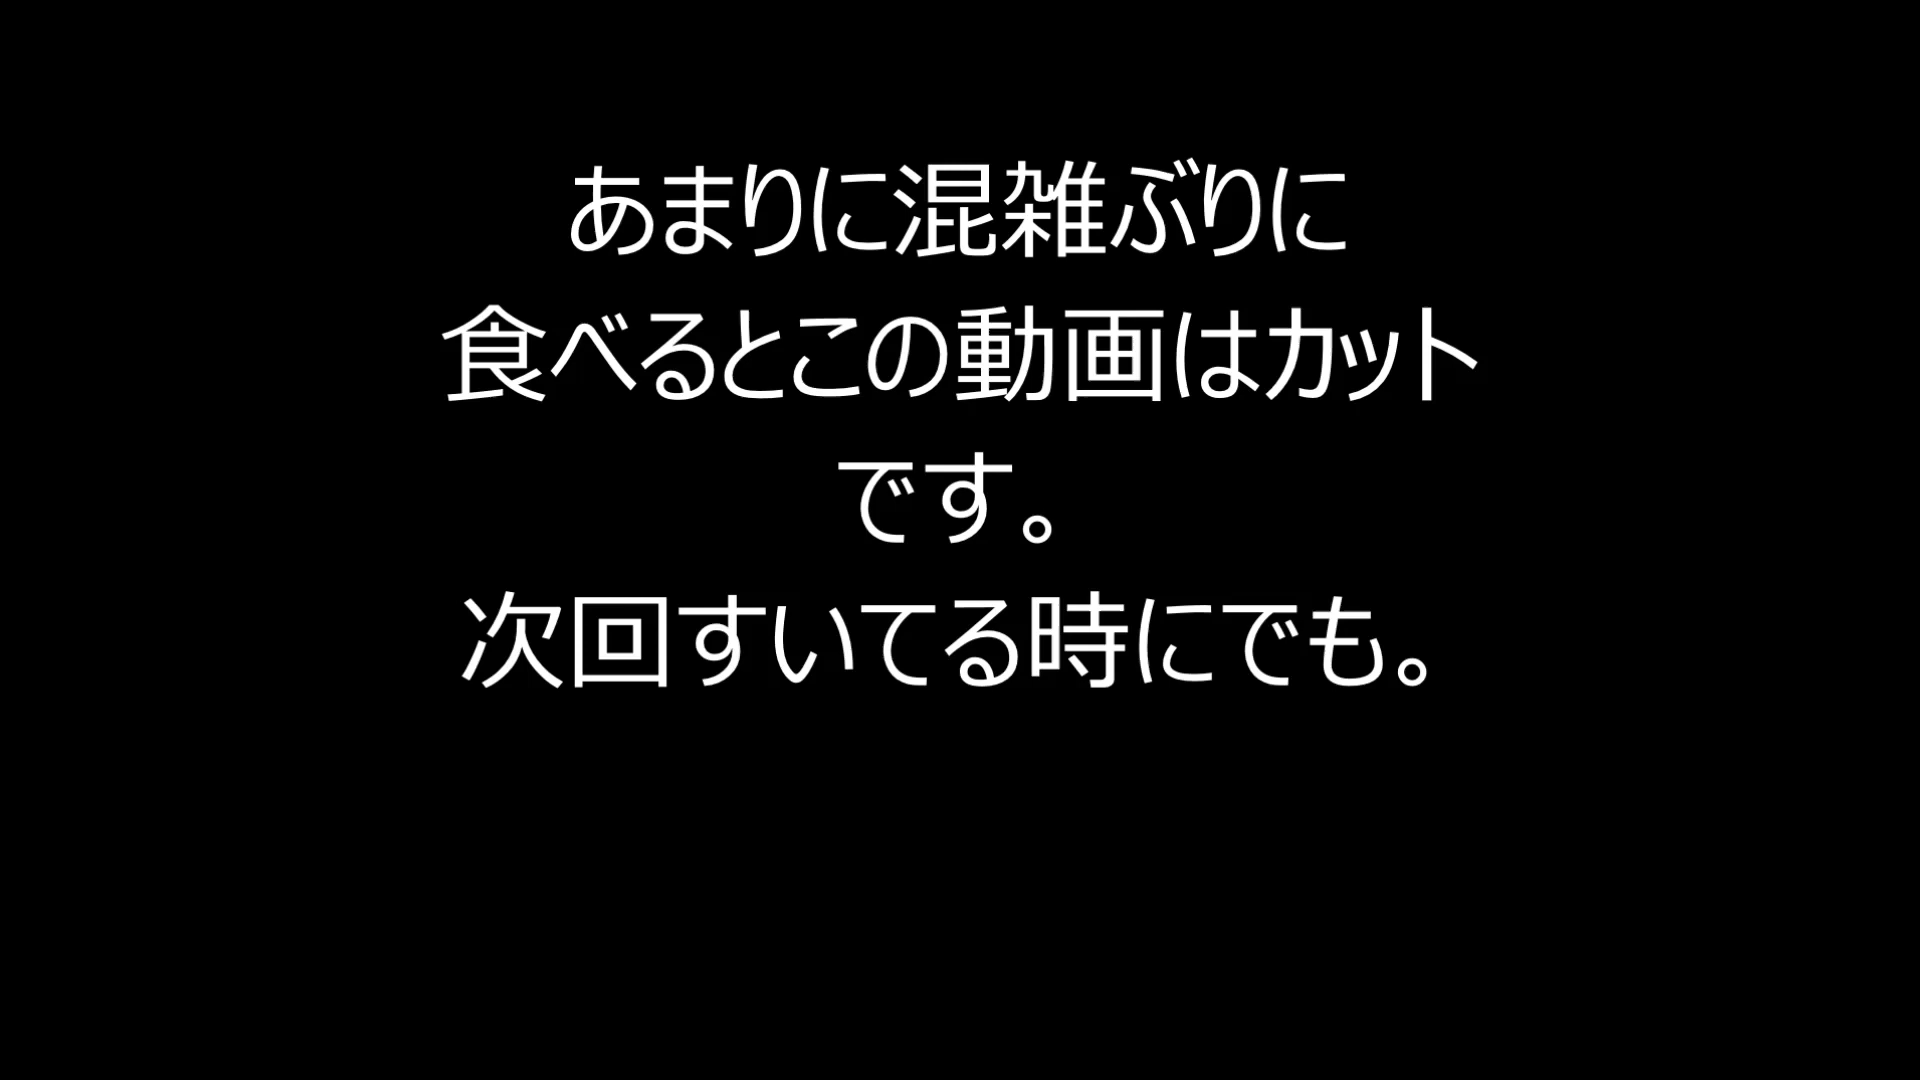 あまりに混雑ぶりに
食べるとこの動画はカット
です。
次回すいてる時にでも。